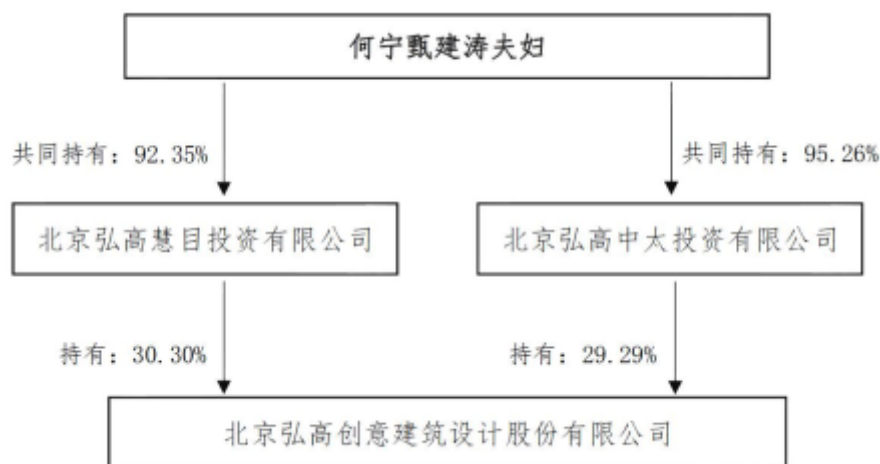 何宁甄建涛夫妇
共同持有：92.35%
共同持有：95.26%
北京弘高慧目投资有限公司
北京弘高中太投资有限公司
持有：30.30%
持有：29.29%
北京弘高创意建筑设计股份有限公司